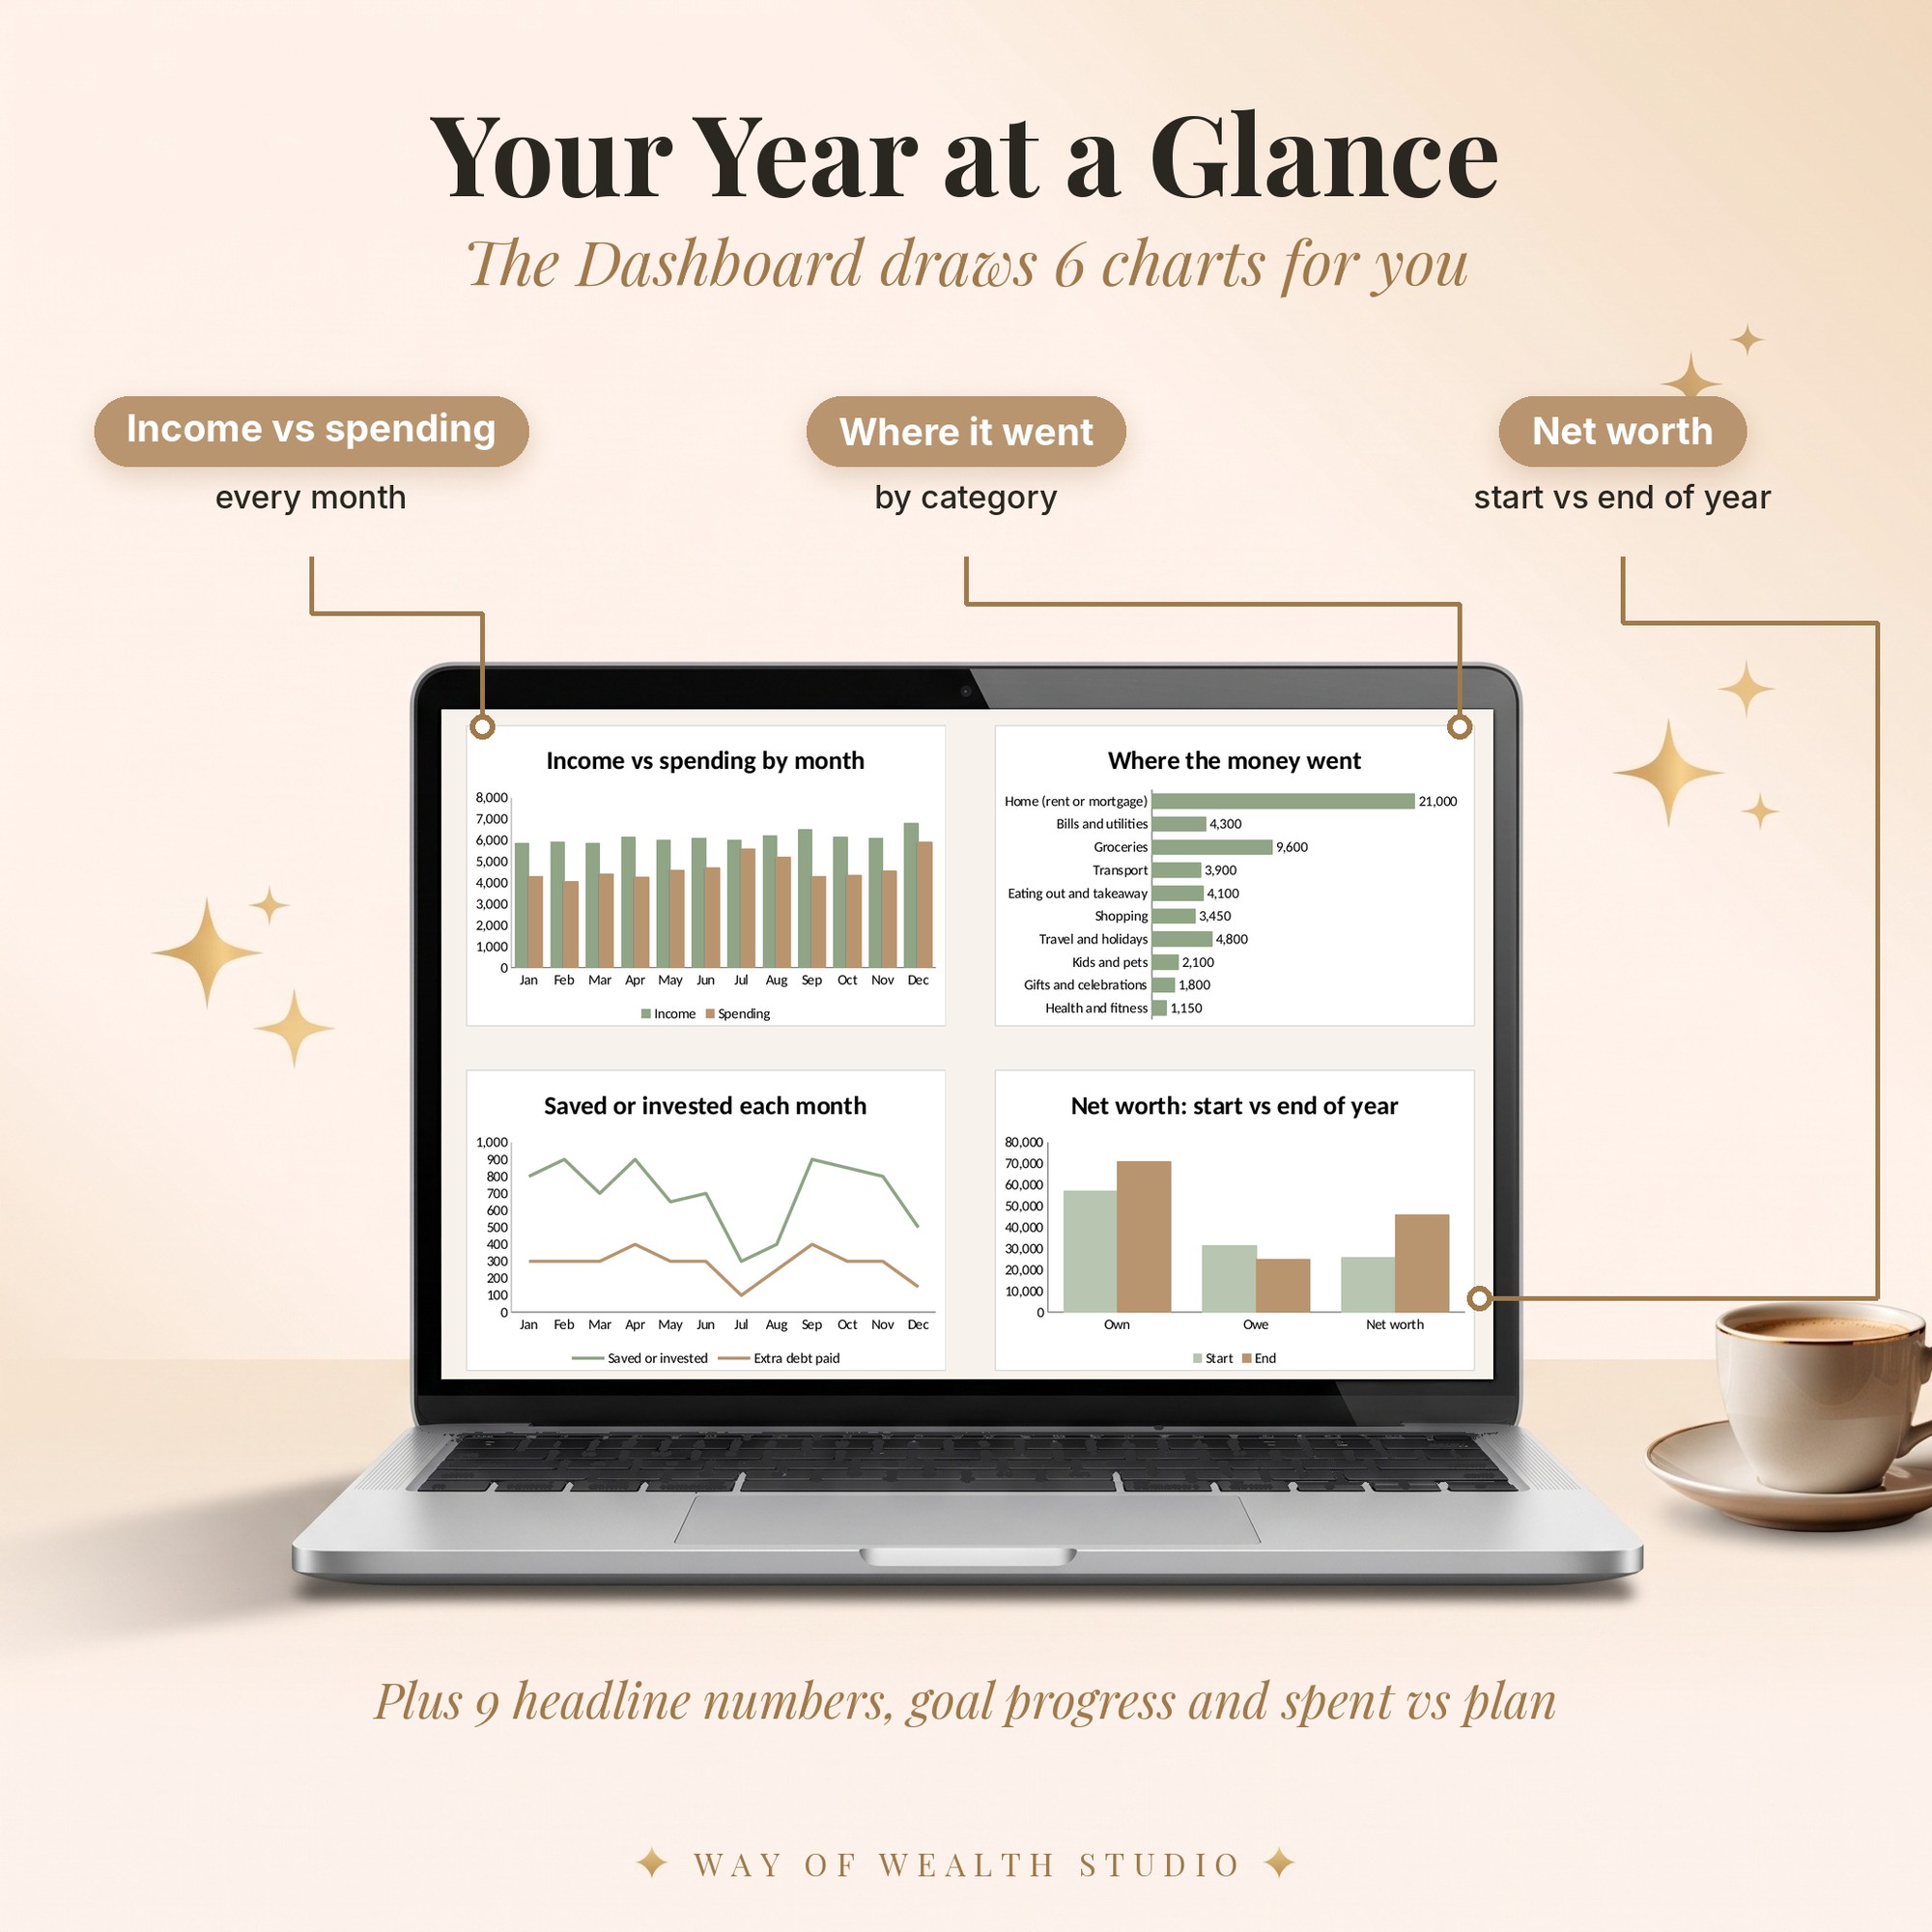 Your Year at a Glance
The Dashboard draws 6 charts for you
Income vs spending
every month
Where it went
by category
Net worth
start vs end of year
Income vs spending by month
8,000
7,000
6,000
5,000
4,000
3,000
2,000
1,000
0
Jan Feb Mar Apr May Jun Jul Aug Sep Oct Nov Dec
Income Spending
Where the money went
Home (rent or mortgage) 21,000
Bills and utilities 4,300
Groceries 9,600
Transport 3,900
Eating out and takeaway 4,100
Shopping 3,450
Travel and holidays 4,800
Kids and pets 2,100
Gifts and celebrations 1,800
Health and fitness 1,150
Saved or invested each month
1,000
900
800
700
600
500
400
300
200
100
0
Jan Feb Mar Apr May Jun Jul Aug Sep Oct Nov Dec
Saved or invested Extra debt paid
Net worth: start vs end of year
80,000
70,000
60,000
50,000
40,000
30,000
20,000
10,000
0
Own Owe Net worth
Start End
Plus 9 headline numbers, goal progress and spent vs plan
WAY OF WEALTH STUDIO